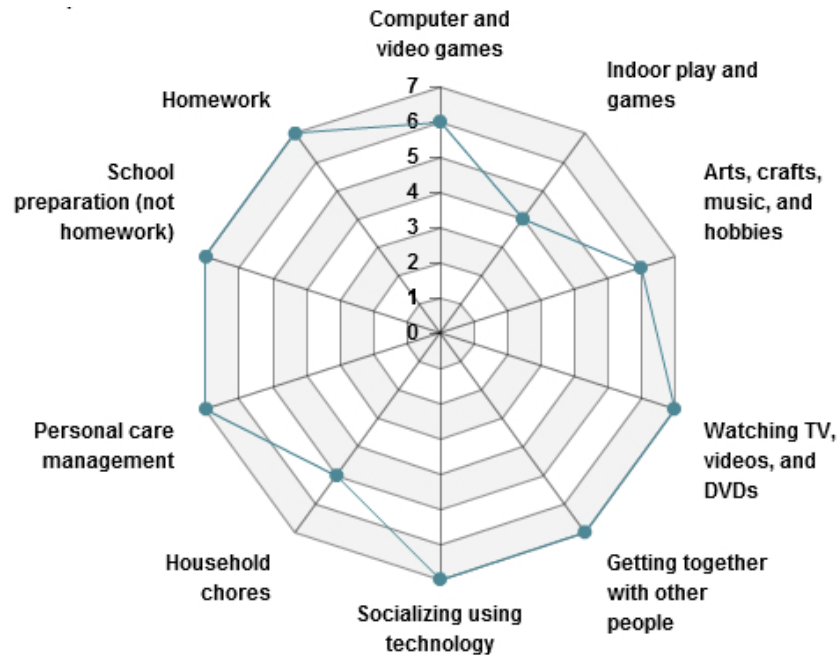 Computer and
video games
Indoor play and
games
Arts, crafts,
music, and
hobbies
Watching TV,
videos, and
DVDs
Getting together
with other
people
Socializing using
technology
Household
chores
Personal care
management
School
preparation (not
homework)
Homework
7
6
5
4
3
2
1
0